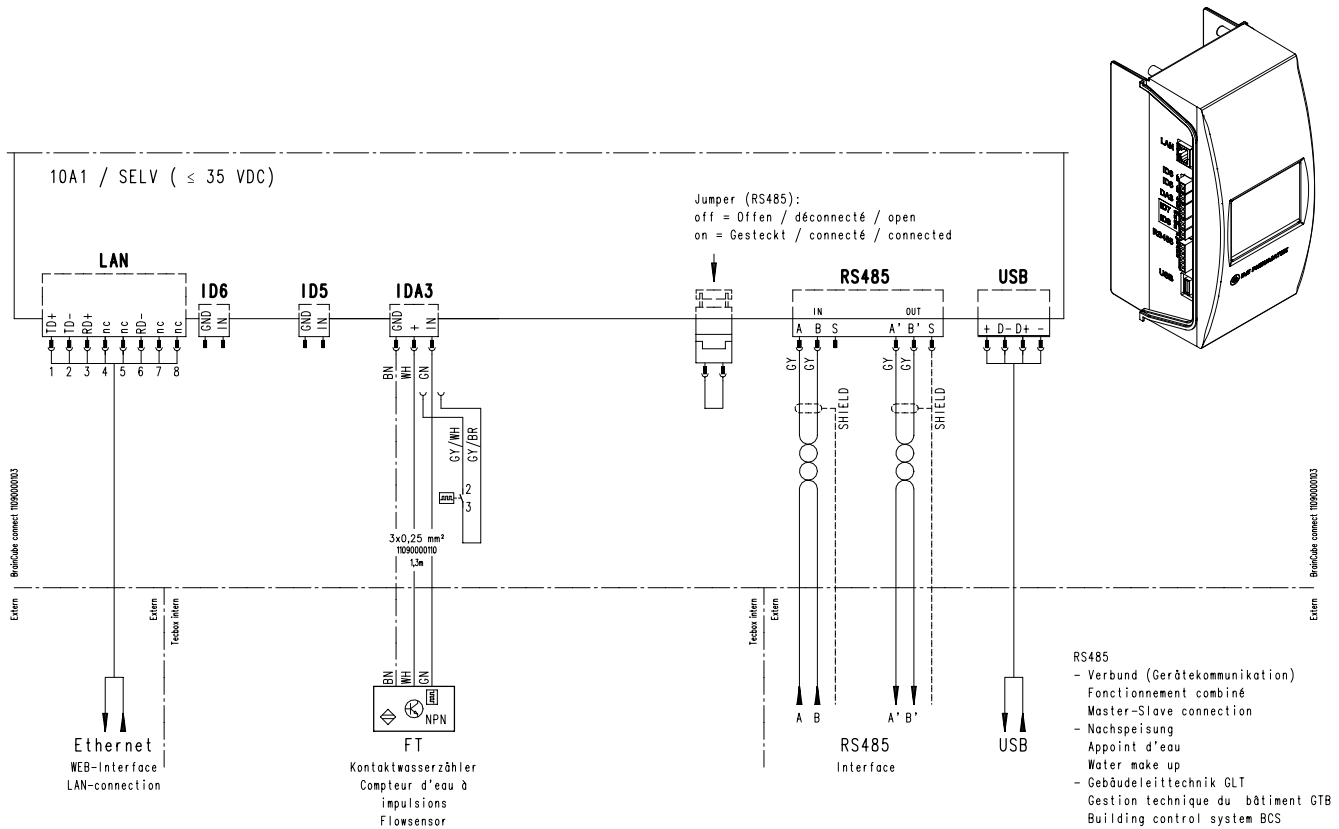 10A1 / SELV ( ≤ 35 VDC)
Jumper (RS485):
off = Offen / déconnecté / open
on = Gesteckt / connecté / connected
LAN
ID6
ID5
IDA3
RS485
USB
IN
OUT
TD+
TD-
RD+
nc
nc
RD-
nc
nc
GND
IN
GND
IN
GND
+
IN
A B S
A' B' S
+ D- D+ -
1 2 3 4 5 6 7 8
BN
WH
GN
GY
GY
GY
GY
SHIELD
SHIELD
GY/WH
GY/BR
2
3
3x0,25 mm²
11090000110
1,3m
BrainCube connect 11090000103
BrainCube connect 11090000103
Extern
Extern
Tecbox intern
Tecbox intern
Extern
Extern
BN
WH
GN
NPN
A B
A' B'
Ethernet
WEB-Interface
LAN-connection
FT
Kontaktwasserzähler
Compteur d'eau à
impulsions
Flowsensor
RS485
Interface
USB
RS485
- Verbund (Gerätekommunikation)
Fonctionnement combiné
Master-Slave connection
- Nachspeisung
Appoint d'eau
Water make up
- Gebäudeleittechnik GLT
Gestion technique du bâtiment GTB
Building control system BCS
LAN
ID6
ID5
RS485
USB